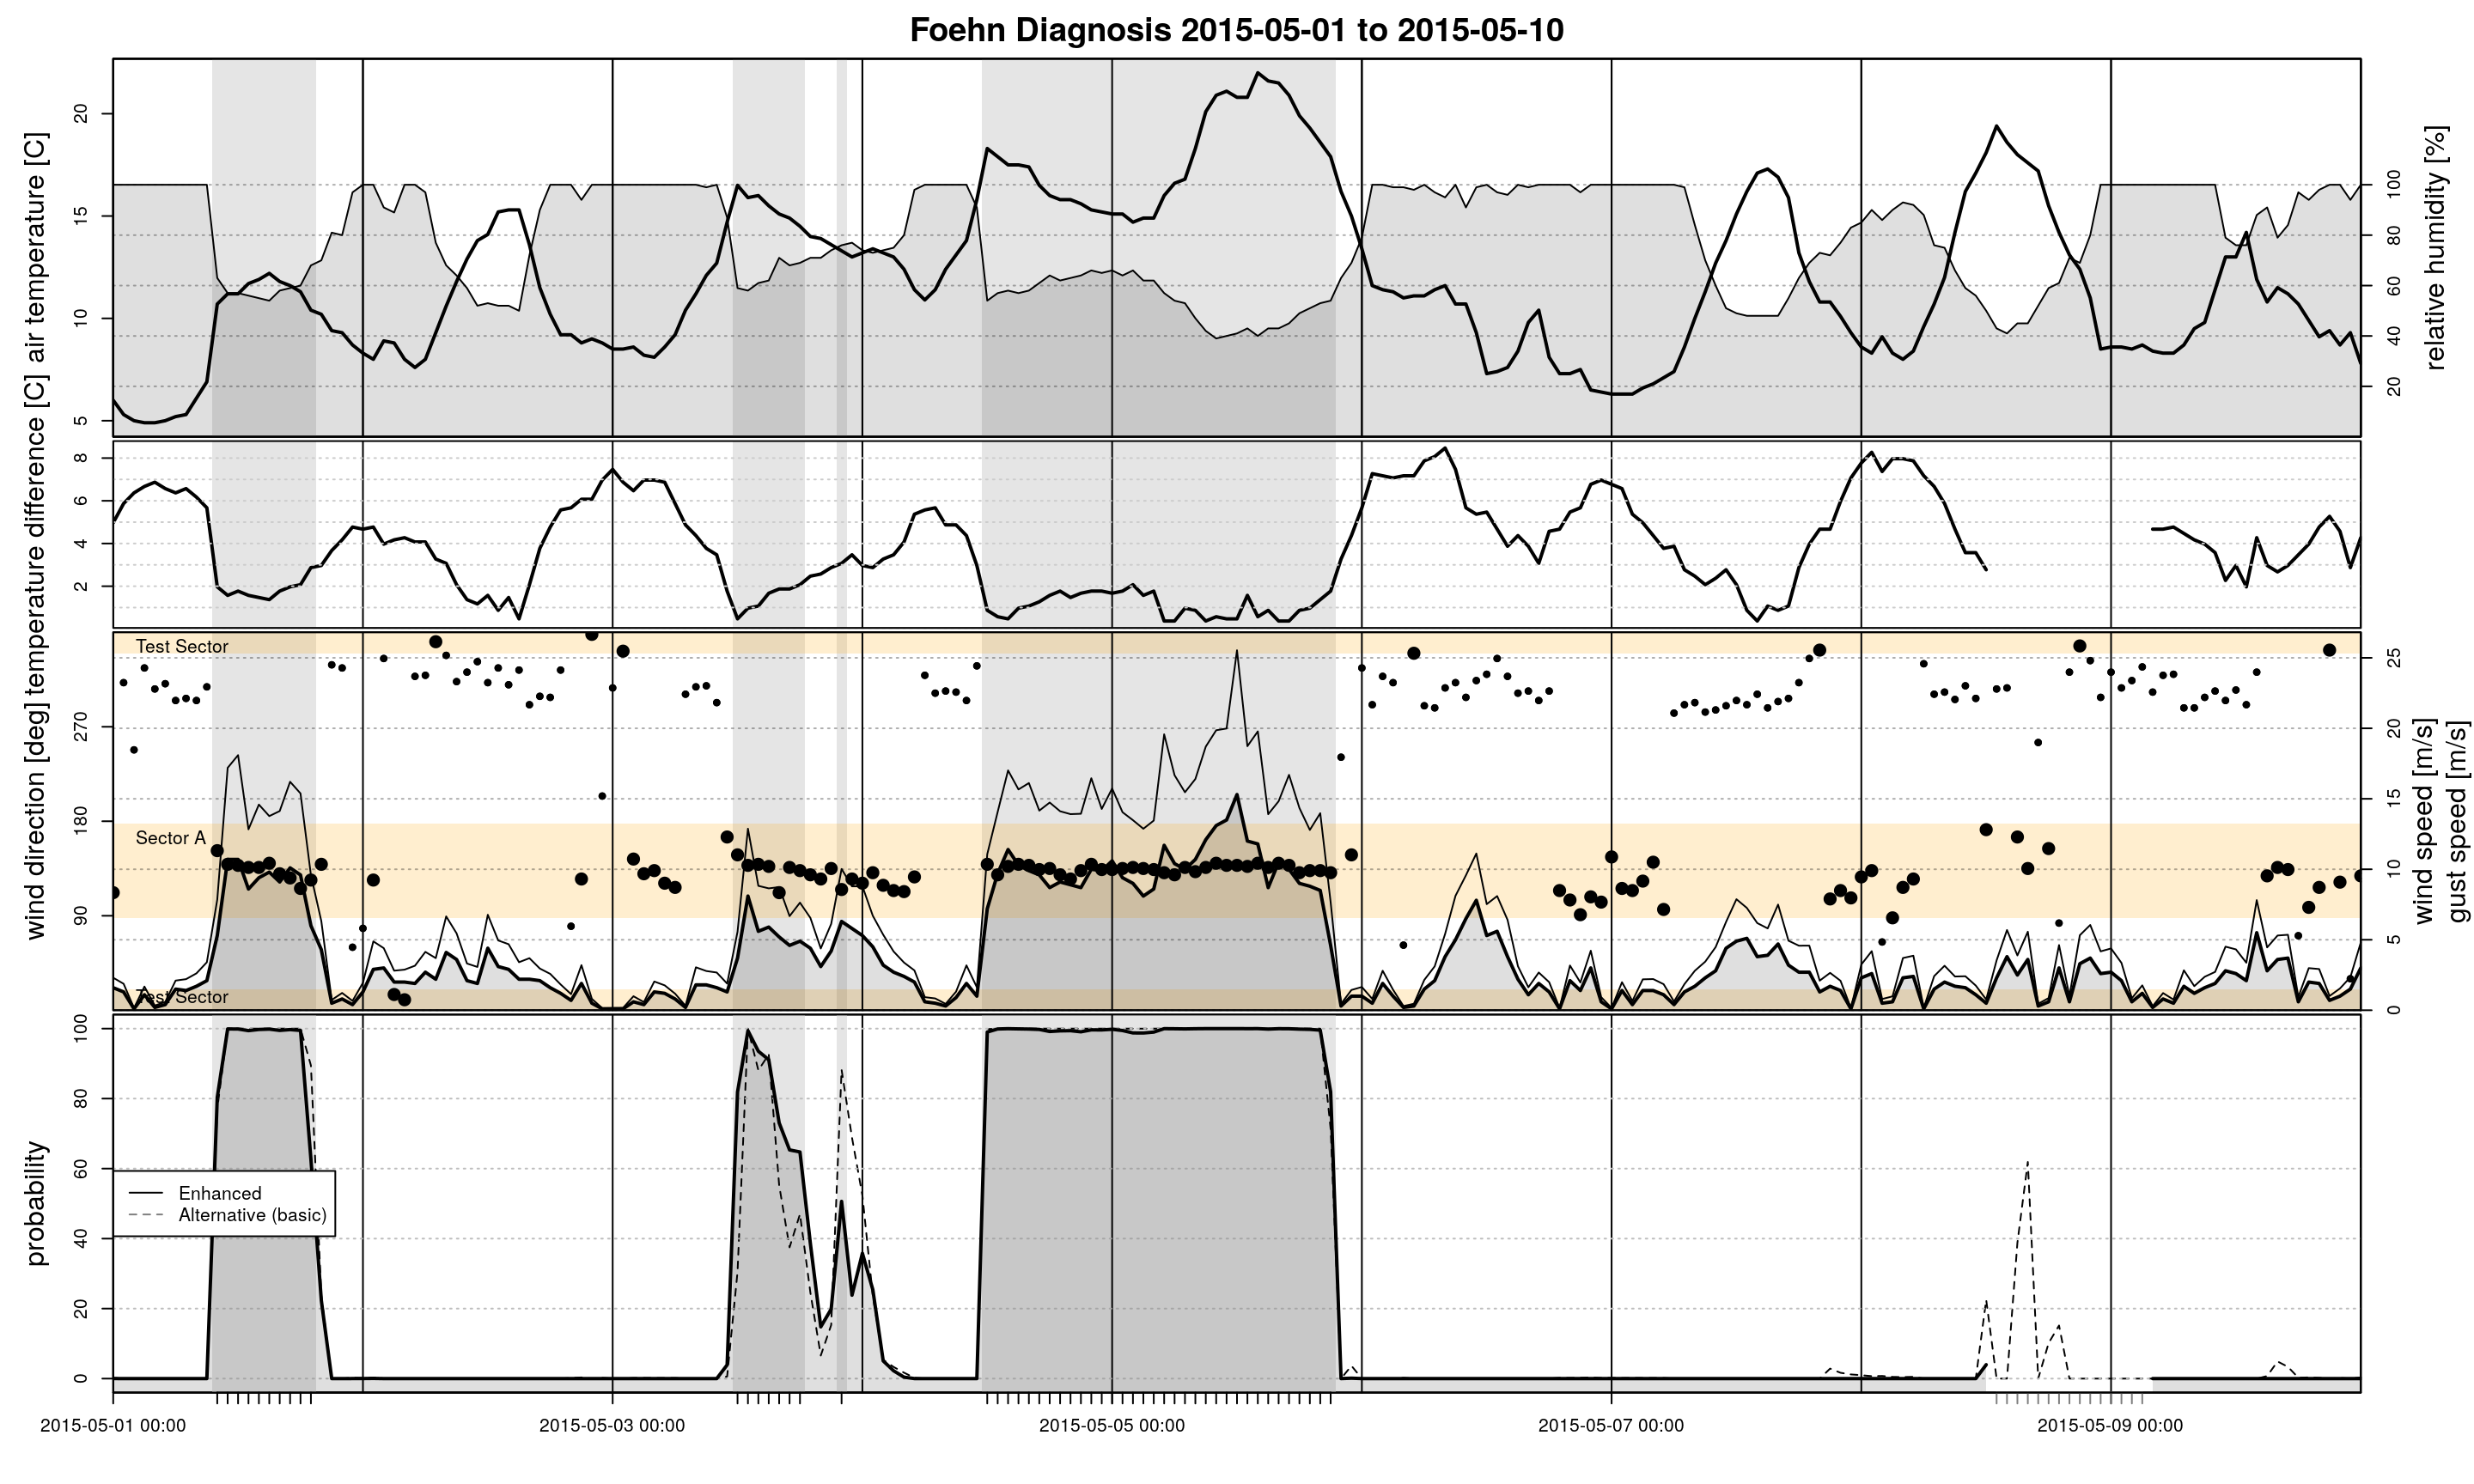 Foehn Diagnosis 2015-05-01 to 2015-05-10
air temperature [C]
5
10
15
20
relative humidity [%]
20
40
60
80
100
temperature difference [C]
2
4
6
8
wind direction [deg]
90
180
270
Test Sector
Sector A
Test Sector
wind speed [m/s]
gust speed [m/s]
0
5
10
15
20
25
probability
0
20
40
60
80
100
Enhanced
Alternative (basic)
2015-05-01 00:00
2015-05-03 00:00
2015-05-05 00:00
2015-05-07 00:00
2015-05-09 00:00